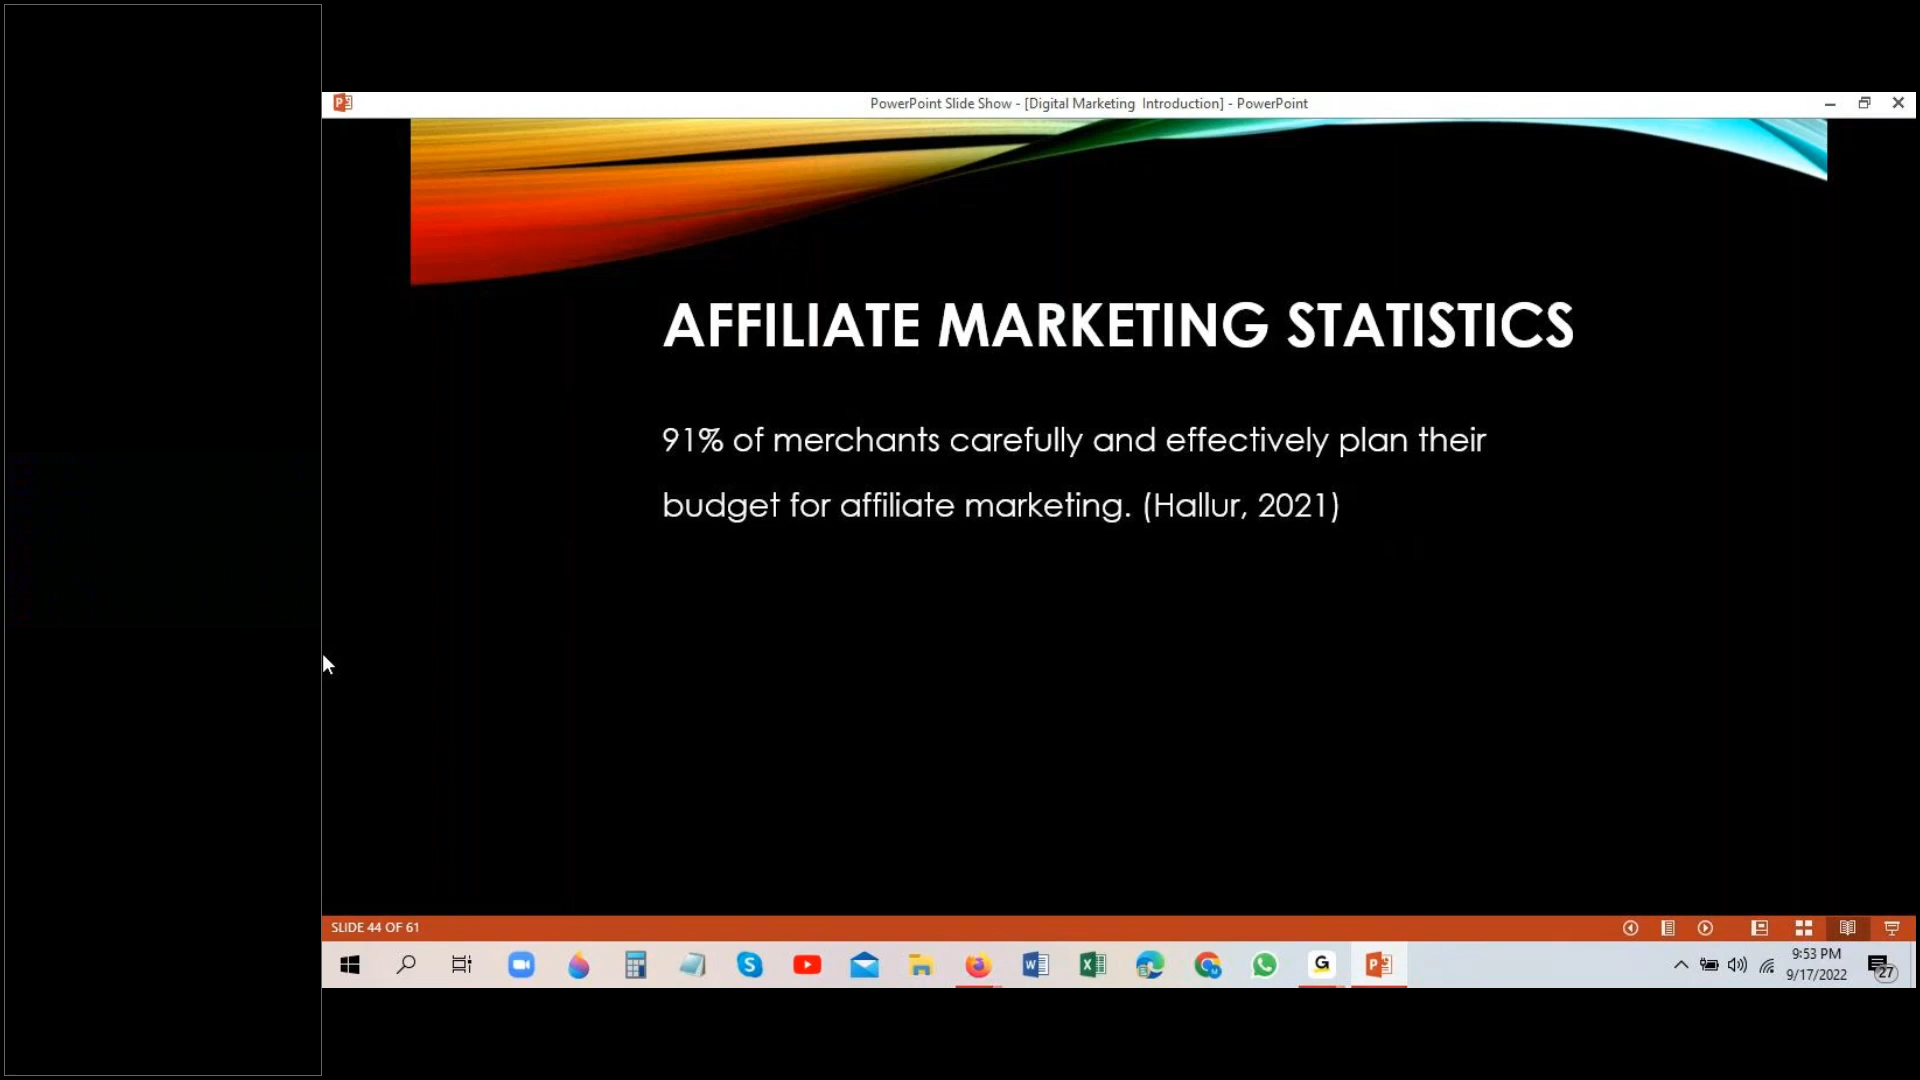 PowerPoint Slide Show - [Digital Marketing  Introduction] - PowerPoint
AFFILIATE MARKETING STATISTICS
91% of merchants carefully and effectively plan their
budget for affiliate marketing. (Hallur, 2021)
SLIDE 44 OF 61
9:53 PM
9/17/2022
27